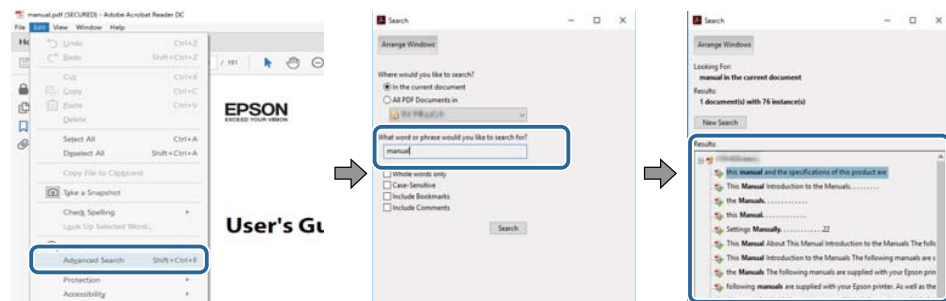 manual.pdf (SECURED) - Adobe Acrobat Reader DC
File Edit View Window Help
Undo Ctrl+Z
Redo Shift+Ctrl+Z
Cut Ctrl+X
Copy Ctrl+C
Paste Ctrl+V
Delete
Select All Ctrl+A
Deselect All Shift+Ctrl+A
Copy File to Clipboard
Take a Snapshot
Check Spelling
Look Up Selected Word...
Advanced Search Shift+Ctrl+F
Protection
Accessibility
/ 191
EPSON
EXCEED YOUR VISION
User's Gu
Search
Arrange Windows
Where would you like to search?
In the current document
All PDF Documents in
What word or phrase would you like to search for?
manual
Whole words only
Case-Sensitive
Include Bookmarks
Include Comments
Search
Search
Arrange Windows
Looking For:
manual in the current document
Results:
1 document(s) with 76 instance(s)
New Search
Results:
this manual and the specifications of this product are
This Manual Introduction to the Manuals.........
the Manuals.............
this Manual.............
Settings Manually.............22
This Manual About This Manual Introduction to the Manuals The follc
This Manual Introduction to the Manuals The following manuals are s
the Manuals The following manuals are supplied with your Epson prin
following manuals are supplied with your Epson printer. As well as the